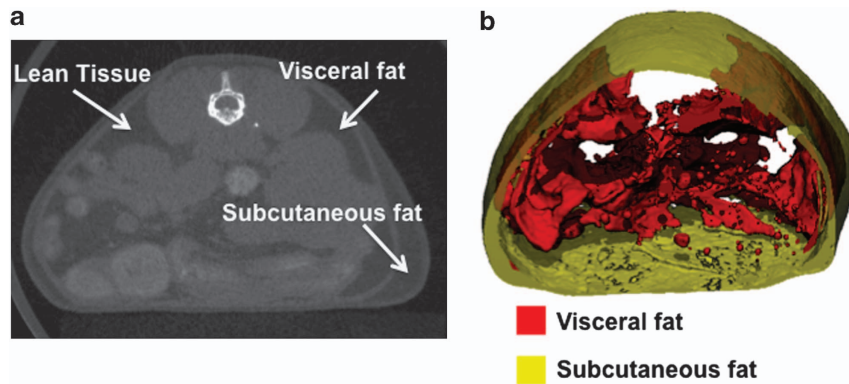 a
Lean Tissue
Visceral fat
Subcutaneous fat
b
Visceral fat
Subcutaneous fat